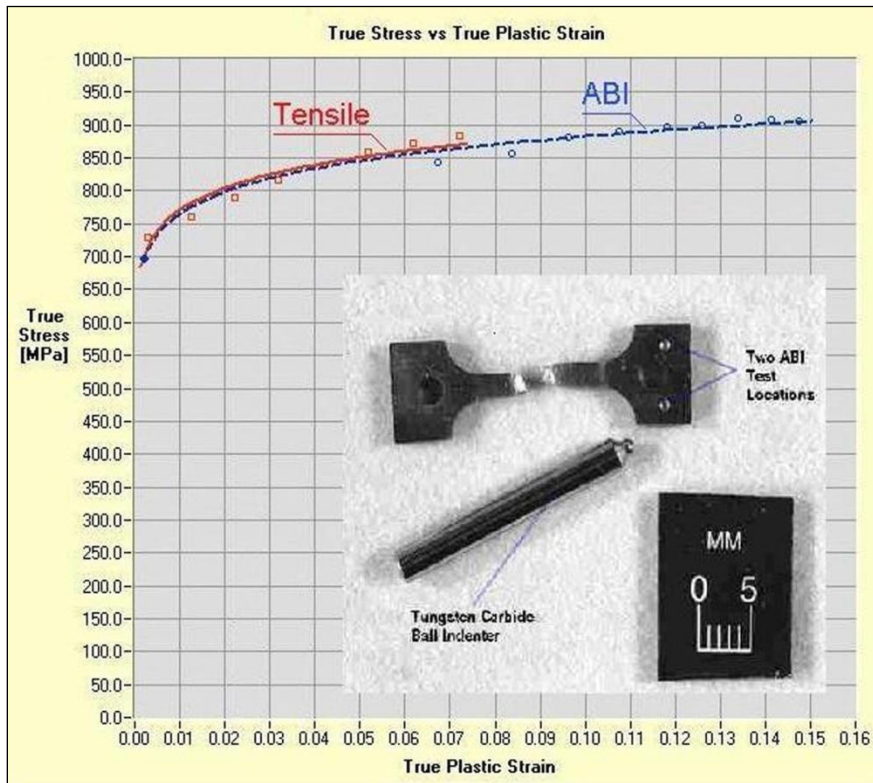 True Stress vs True Plastic Strain
1000.0-
950.0-
900.0-
850.0-
800.0-
750.0-
700.0-
650.0-
600.0-
550.0-
500.0-
450.0-
400.0-
350.0-
300.0-
250.0-
200.0-
150.0-
100.0-
50.0-
0.0-
True
Stress
[MPa]
Tensile
ABI
Two ABI
Test
Locations
MM
0 5
Tungsten Carbide
Ball Indenter
0.00 0.01 0.02 0.03 0.04 0.05 0.06 0.07 0.08 0.09 0.10 0.11 0.12 0.13 0.14 0.15 0.16
True Plastic Strain